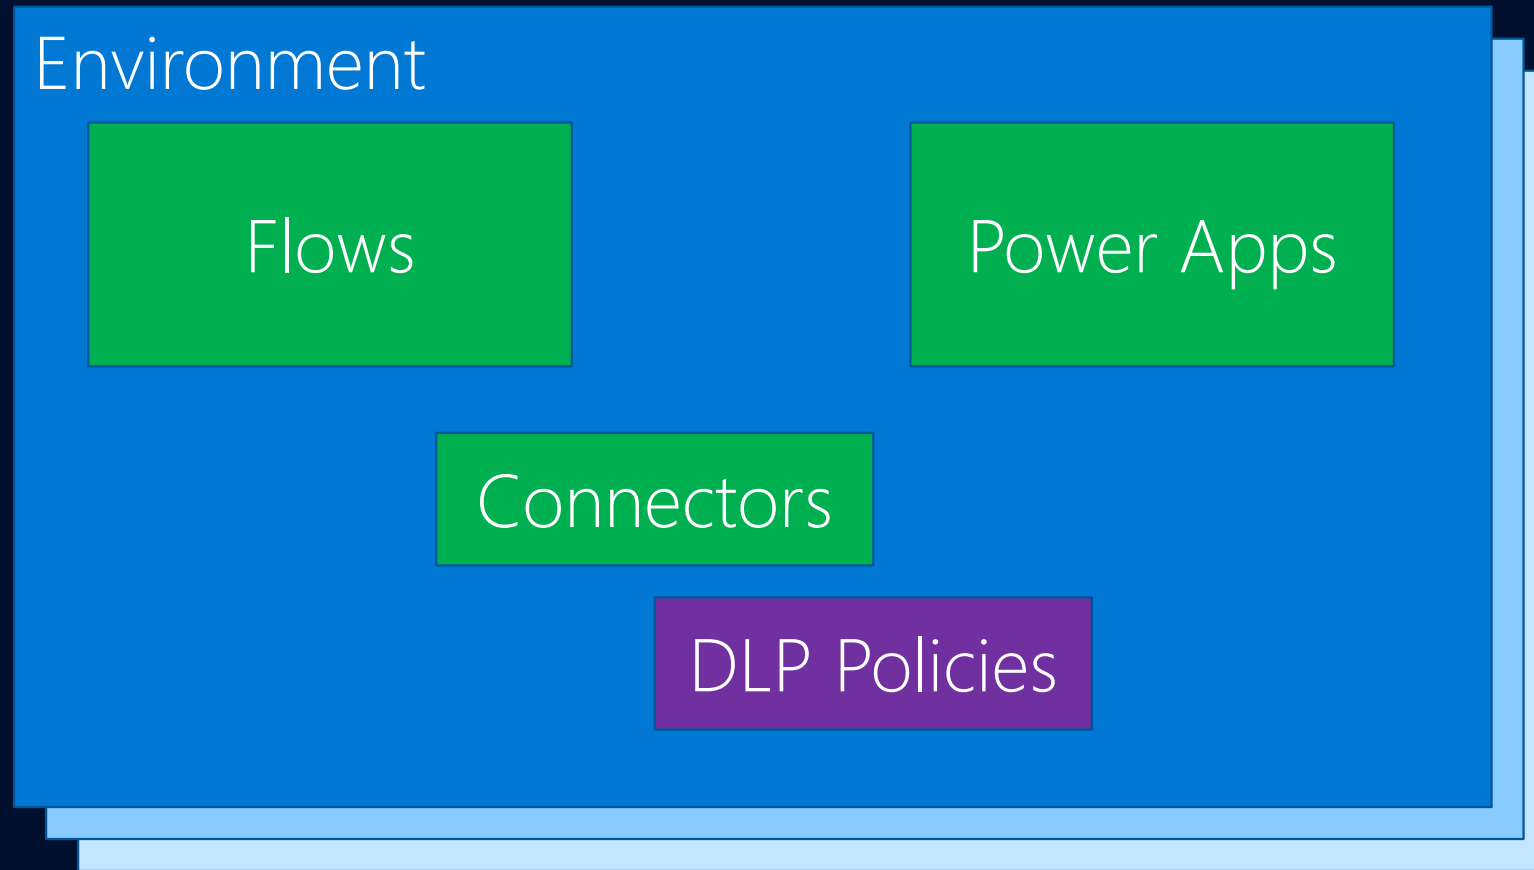 Environment
Flows
Power Apps
Connectors
DLP Policies